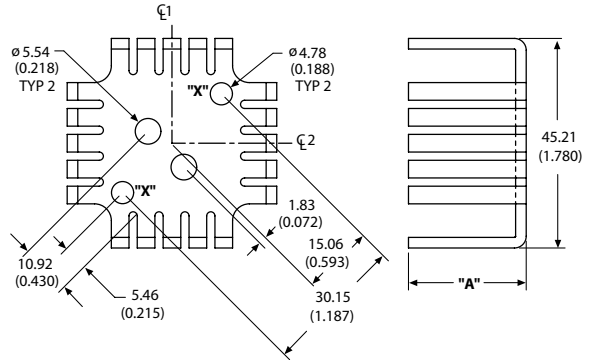 ℄1
ø 5.54
(0.218)
TYP 2
ø 4.78
(0.188)
TYP 2
"X"
℄2
45.21
(1.780)
"X"
1.83
(0.072)
15.06
(0.593)
10.92
(0.430)
5.46
(0.215)
30.15
(1.187)
"A"